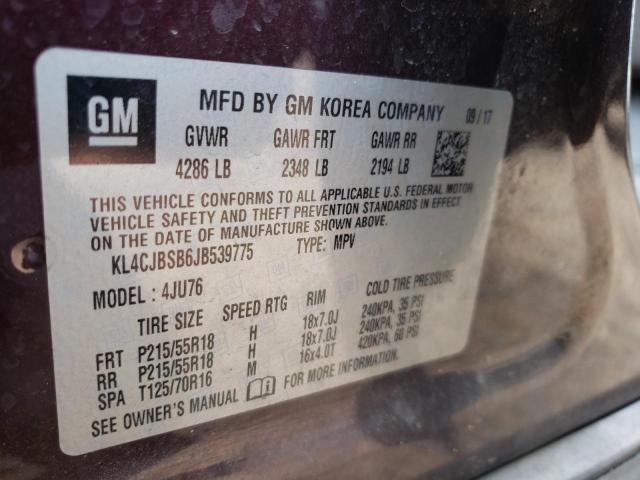 GM
MFD BY GM KOREA COMPANY 09/17
GVWR GAWR FRT GAWR RR
4286 LB 2348 LB 2194 LB
THIS VEHICLE CONFORMS TO ALL APPLICABLE U.S. FEDERAL MOTOR
VEHICLE SAFETY AND THEFT PREVENTION STANDARDS IN EFFECT
ON THE DATE OF MANUFACTURE SHOWN ABOVE.
KL4CJBSB6JB539775 TYPE: MPV
MODEL: 4JU76
TIRE SIZE SPEED RTG RIM COLD TIRE PRESSURE
FRT P215/55R18 H 18x7.0J 240KPA, 35 PSI
RR P215/55R18 H 18x7.0J 240KPA, 35 PSI
SPA T125/70R16 M 16x4.0T 420KPA, 60 PSI
SEE OWNER'S MANUAL FOR MORE INFORMATION.